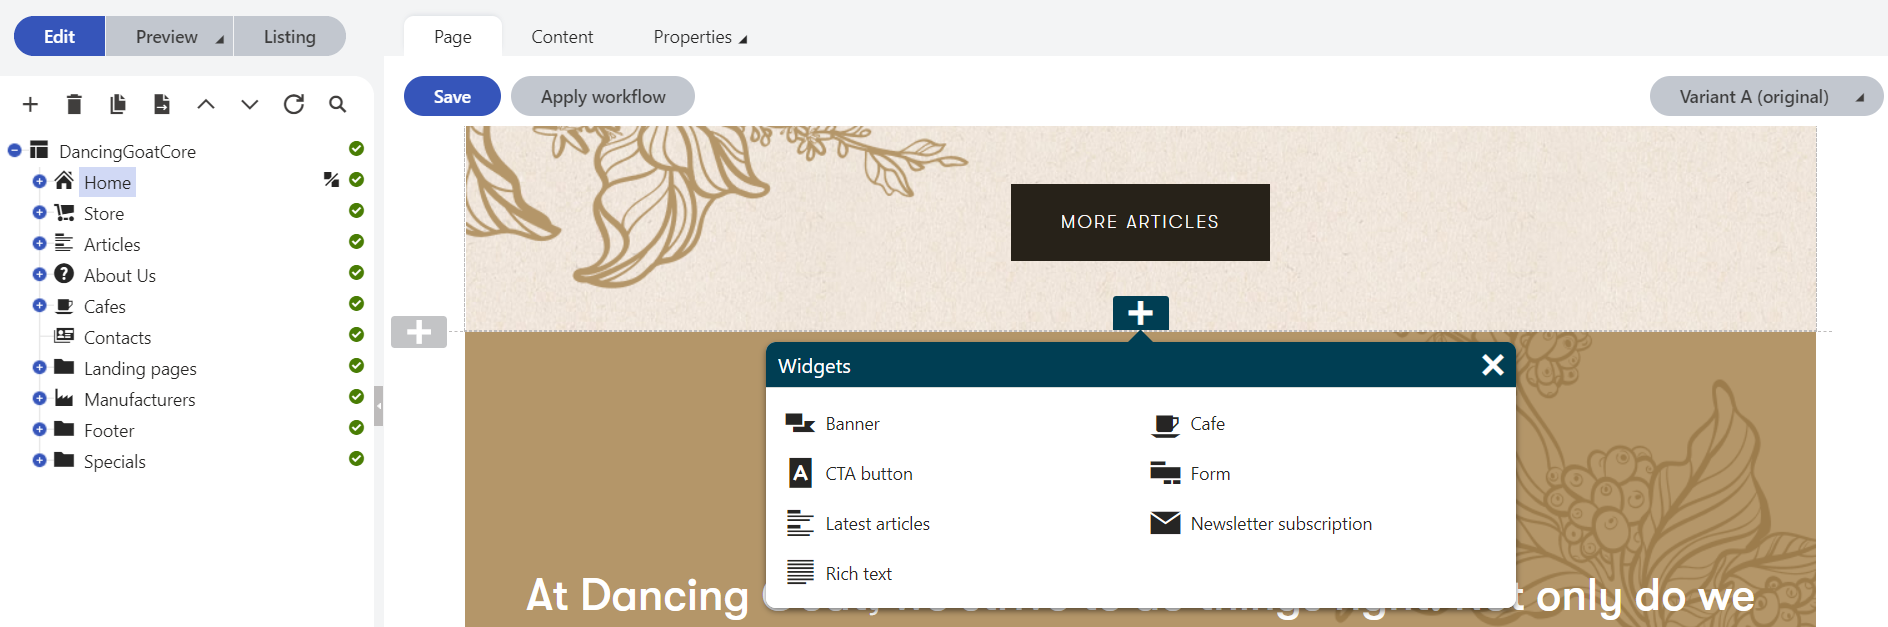 Edit Preview Listing
Page Content Properties
Save Apply workflow Variant A (original)
DancingGoatCore
Home
Store
Articles
About Us
Cafes
Contacts
Landing pages
Manufacturers
Footer
Specials
MORE ARTICLES
Widgets
Banner Cafe
CTA button Form
Latest articles Newsletter subscription
Rich text
At Dancing only do we